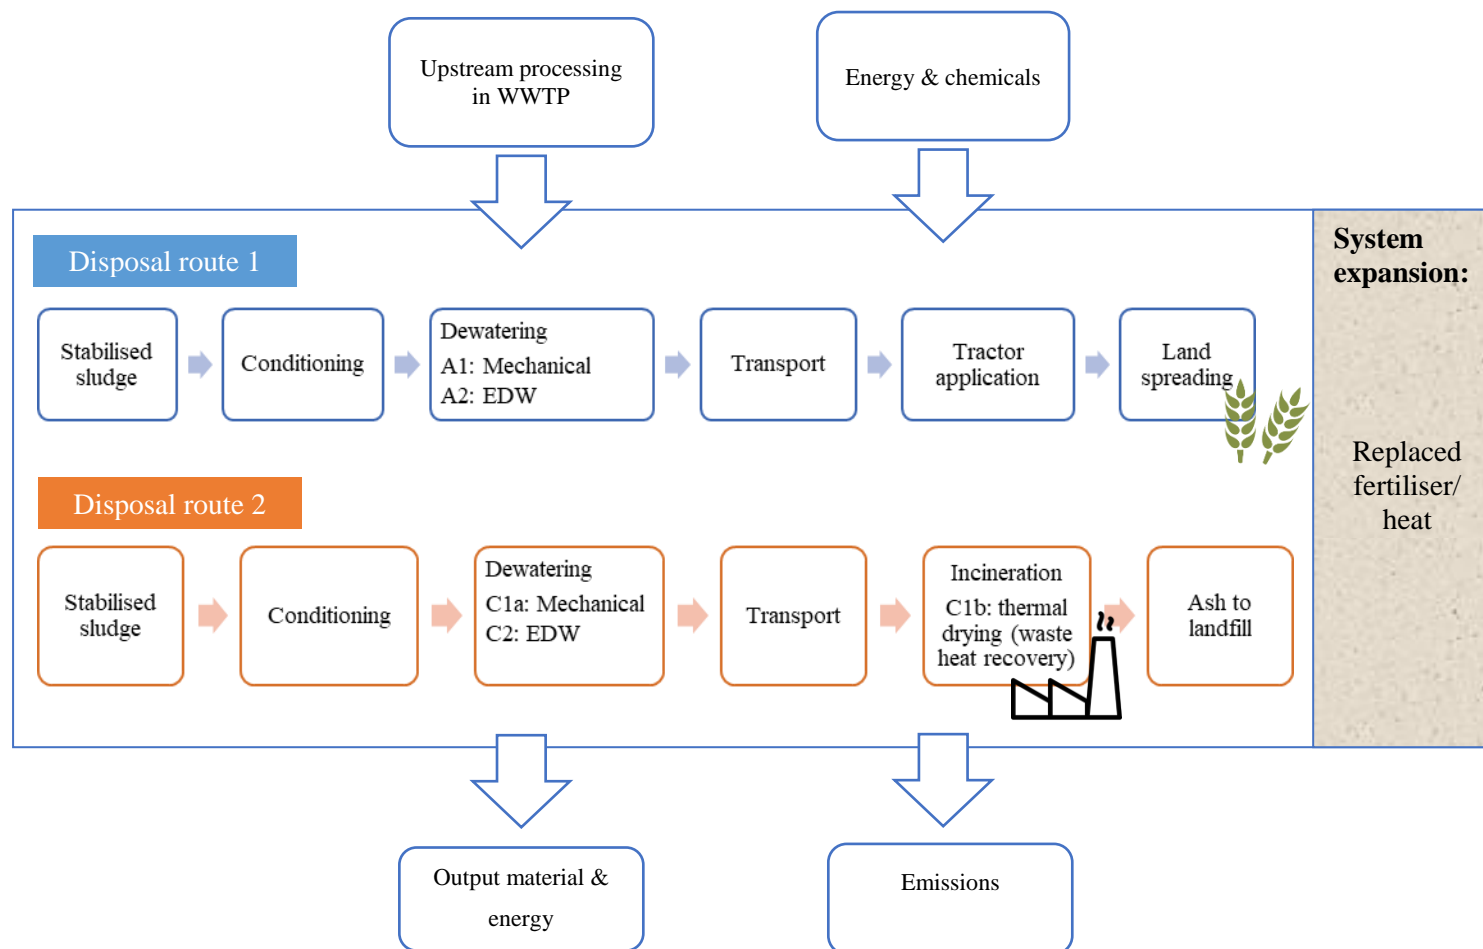 Upstream processing
in WWTP
Energy & chemicals
Disposal route 1
Stabilised
sludge
Conditioning
Dewatering
A1: Mechanical
A2: EDW
Transport
Tractor
application
Land
spreading
Disposal route 2
Stabilised
sludge
Conditioning
Dewatering
C1a: Mechanical
C2: EDW
Transport
Incineration
C1b: thermal
drying (waste
heat recovery)
Ash to
landfill
System
expansion:
Replaced
fertiliser/
heat
Output material &
energy
Emissions